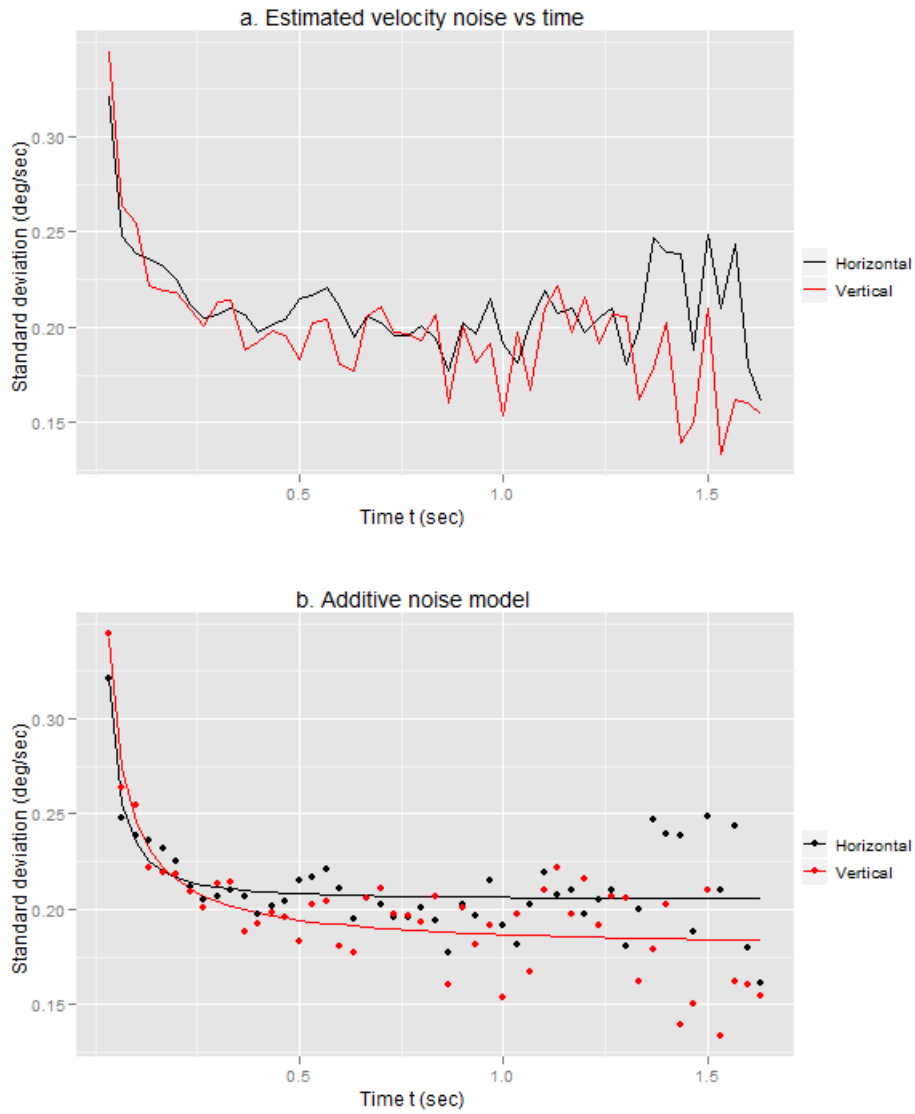 a. Estimated velocity noise vs time
Standard deviation (deg/sec)
0.30
0.25
0.20
0.15
0.5
1.0
1.5
Time t (sec)
Horizontal
Vertical
b. Additive noise model
Standard deviation (deg/sec)
0.30
0.25
0.20
0.15
0.5
1.0
1.5
Time t (sec)
Horizontal
Vertical